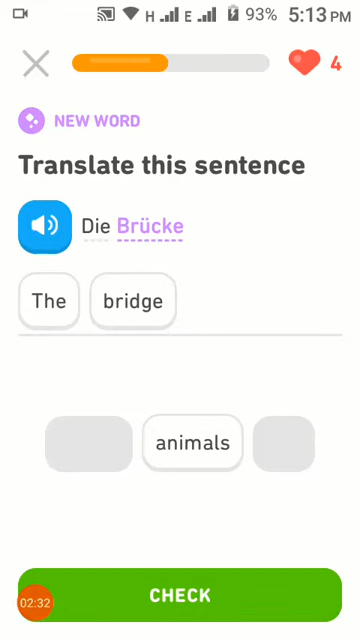 H E 93% 5:13 PM
4
NEW WORD
Translate this sentence
Die Brücke
The bridge
animals
CHECK
02:32